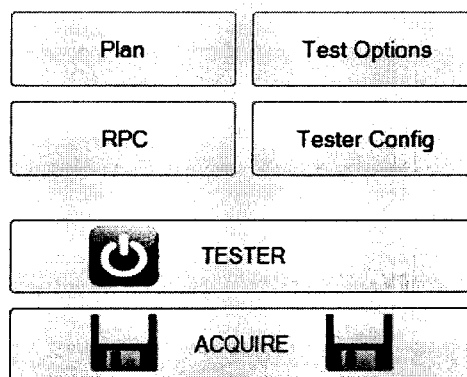 Plan
Test Options
RPC
Tester Config
TESTER
ACQUIRE